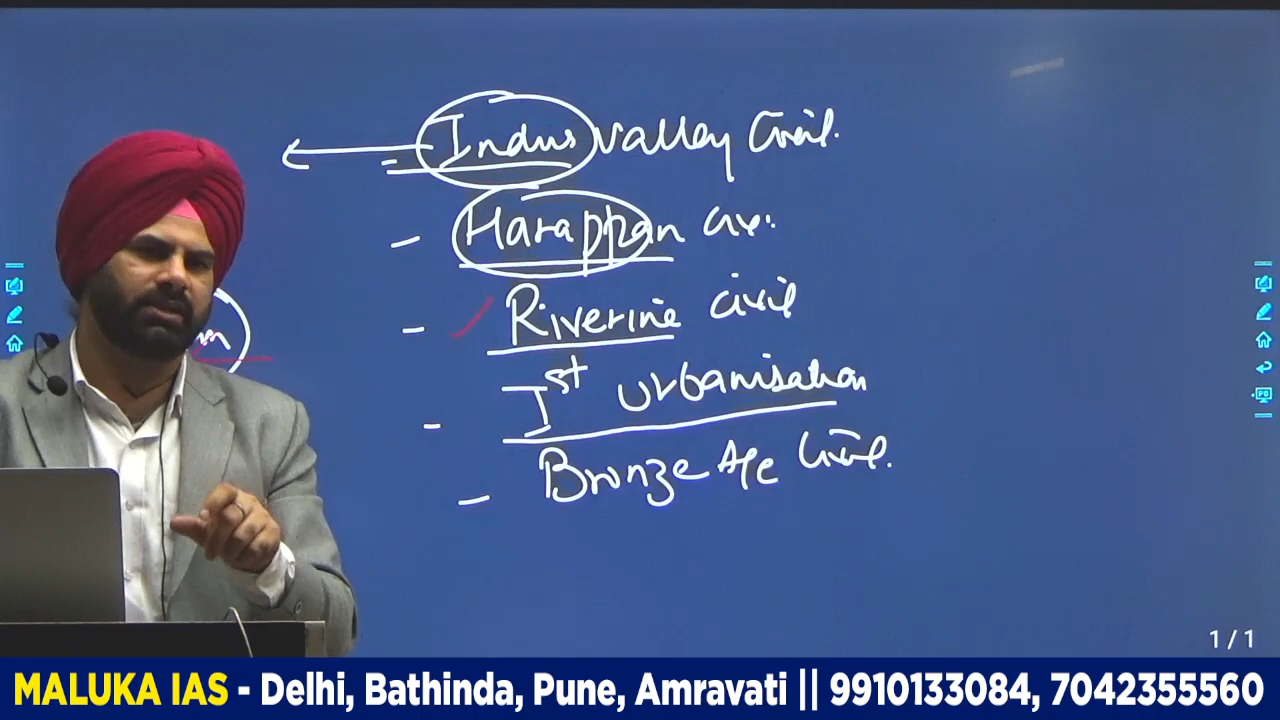 Indus valley Civil.
- Harappan civ.
- Riverine civil
- Ist urbanisation
- Bronze Age Civil.
1/1
MALUKA IAS - Delhi, Bathinda, Pune, Amravati || 9910133084, 7042355560